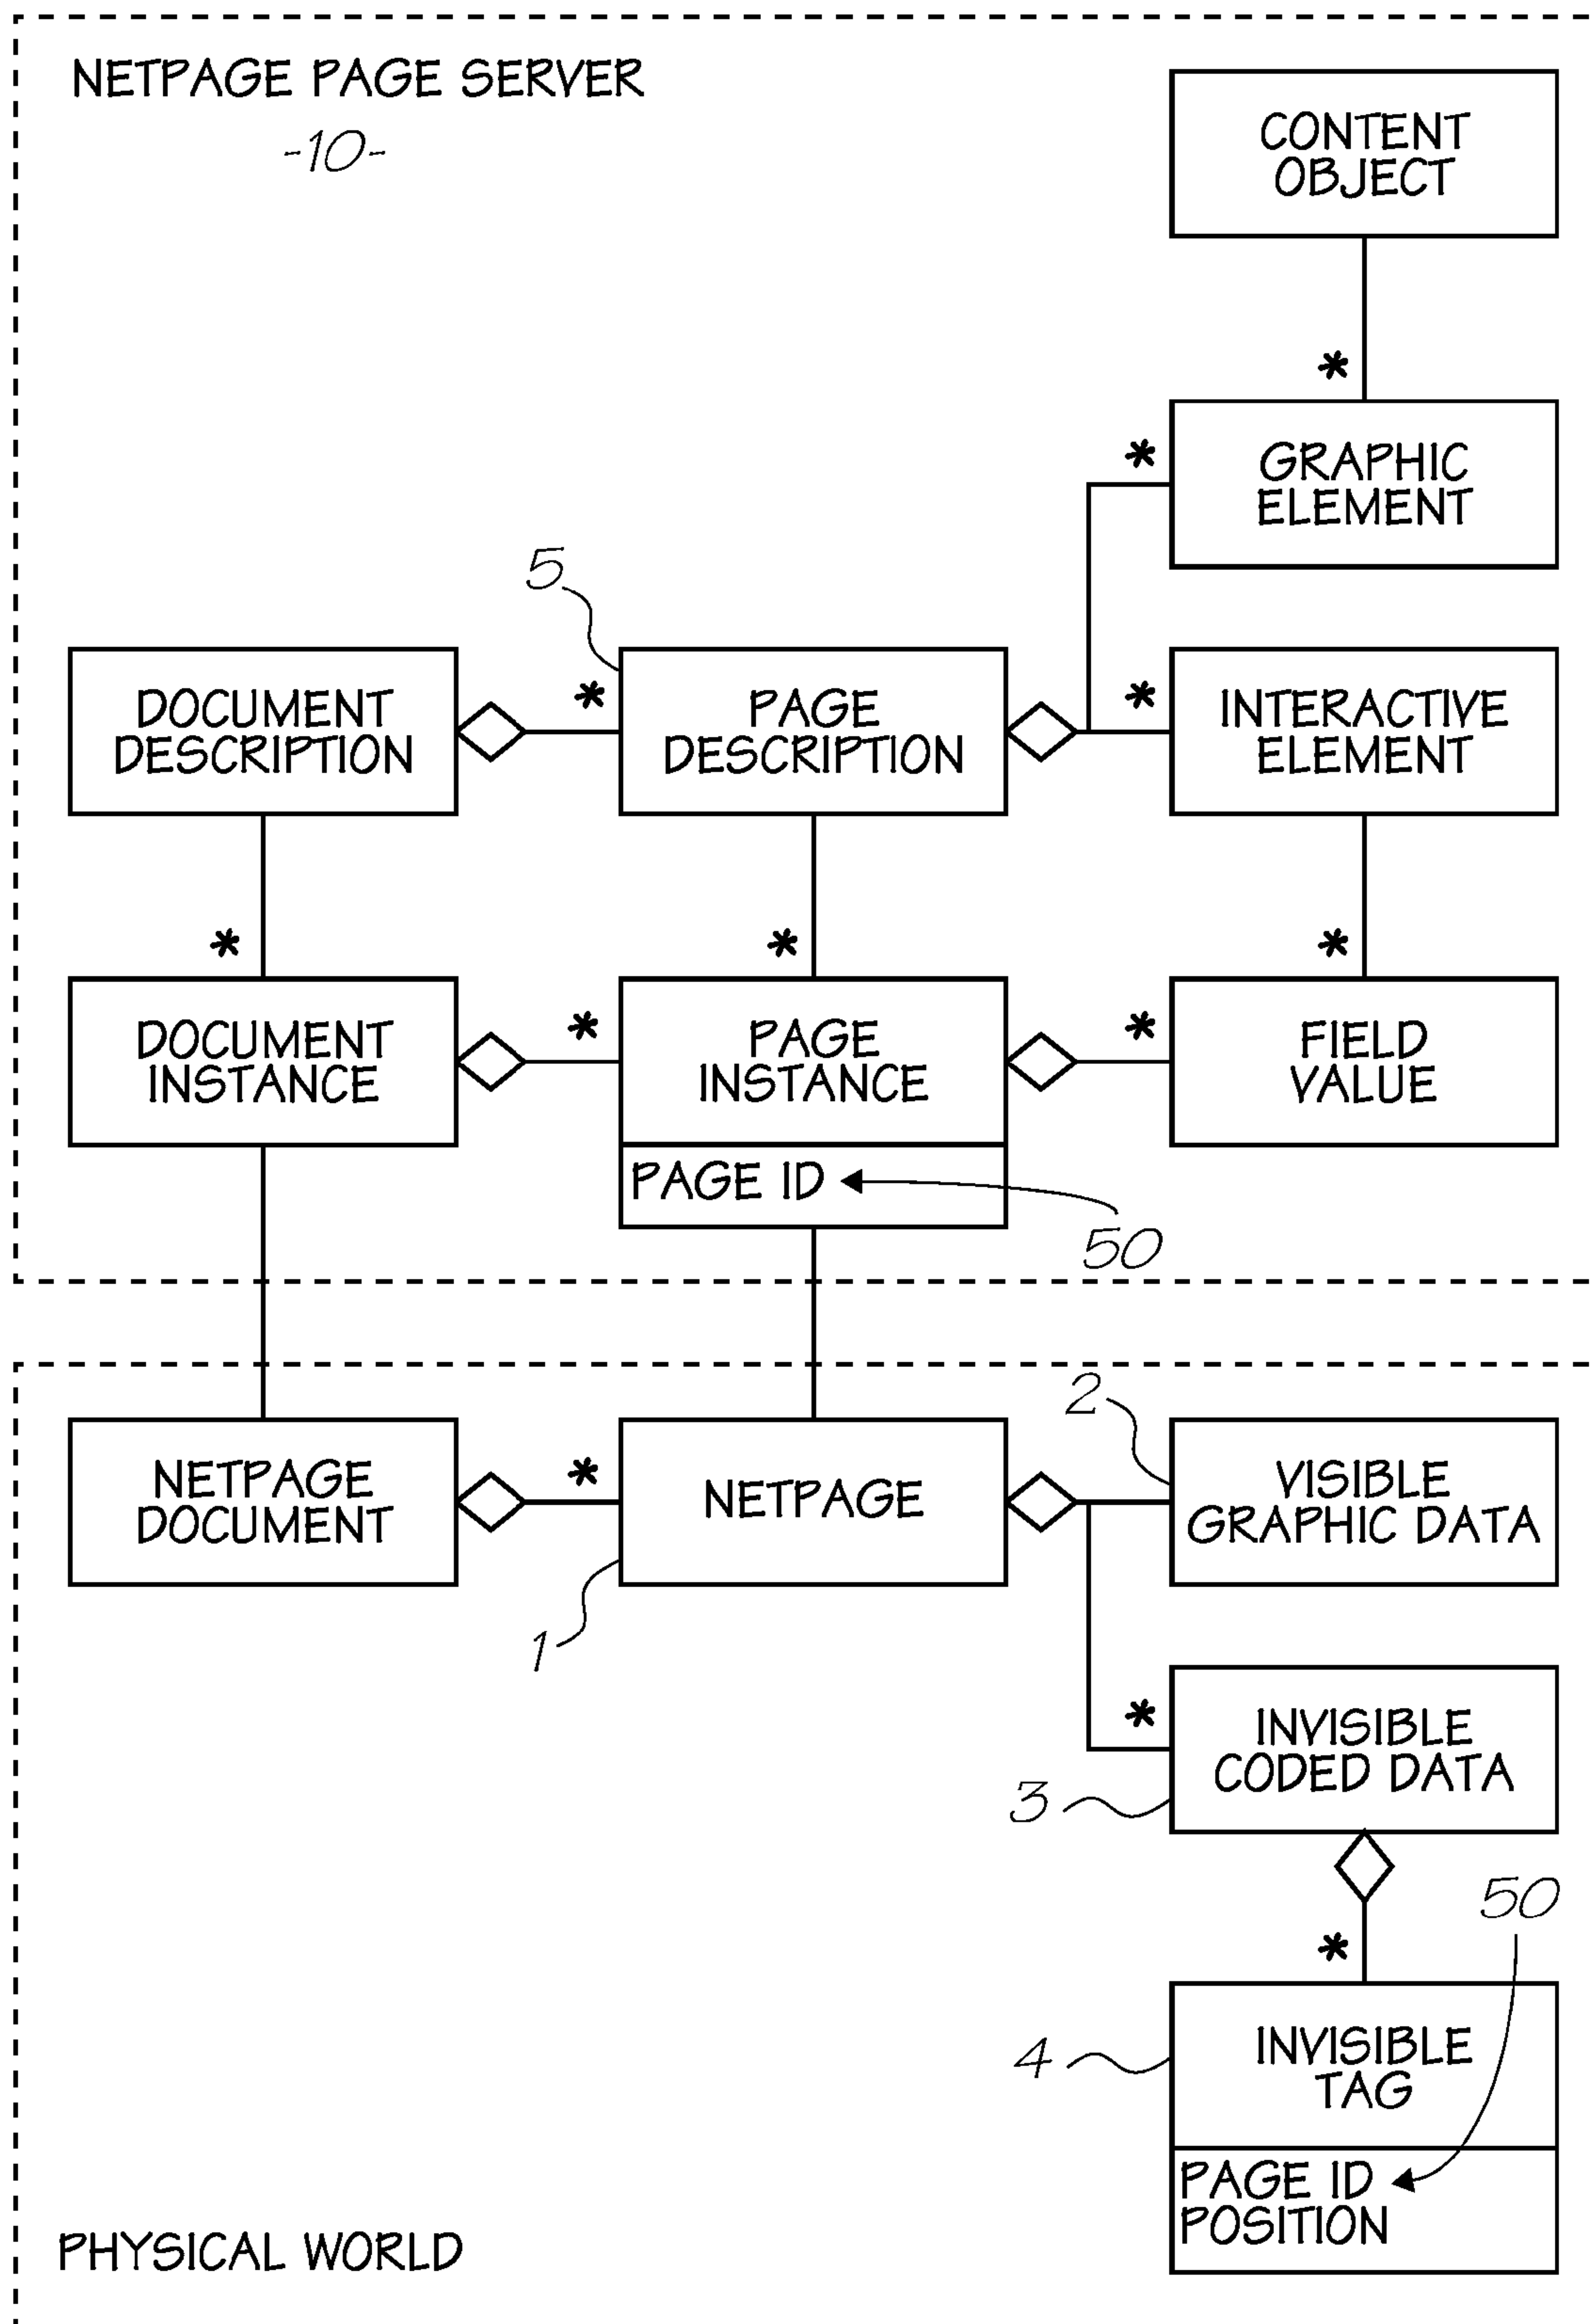 NETPAGE PAGE SERVER
-10-
CONTENT
OBJECT
*
*
GRAPHIC
ELEMENT
5
DOCUMENT
DESCRIPTION
*
PAGE
DESCRIPTION
*
INTERACTIVE
ELEMENT
*
*
*
DOCUMENT
INSTANCE
*
PAGE
INSTANCE
*
FIELD
VALUE
PAGE ID
50
2
NETPAGE
DOCUMENT
*
NETPAGE
VISIBLE
GRAPHIC DATA
1
*
INVISIBLE
CODED DATA
3
50
*
4
INVISIBLE
TAG
PAGE ID
POSITION
PHYSICAL WORLD